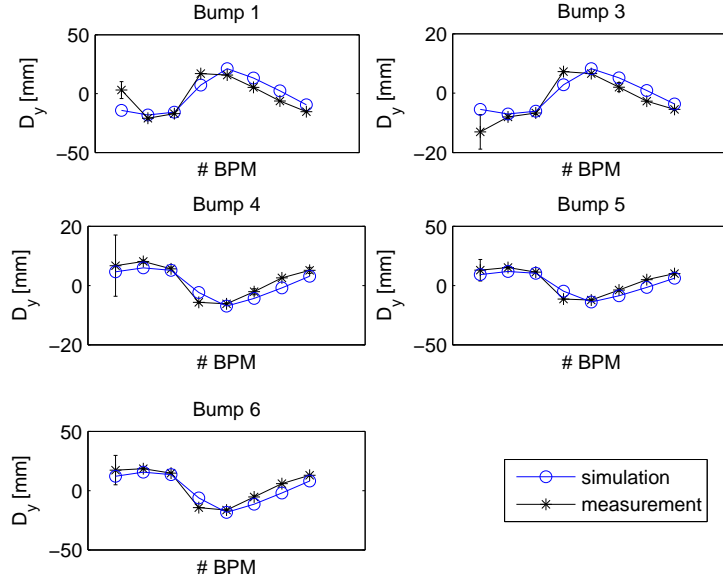 Bump 1
50
0
−50
D_y [mm]
# BPM
Bump 3
20
0
−20
D_y [mm]
# BPM
Bump 4
20
0
−20
D_y [mm]
# BPM
Bump 5
50
0
−50
D_y [mm]
# BPM
Bump 6
50
0
−50
D_y [mm]
# BPM
simulation
measurement